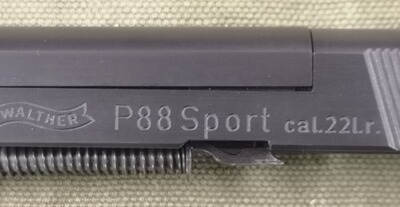 WALTHER P88 Sport cal.22l.r.